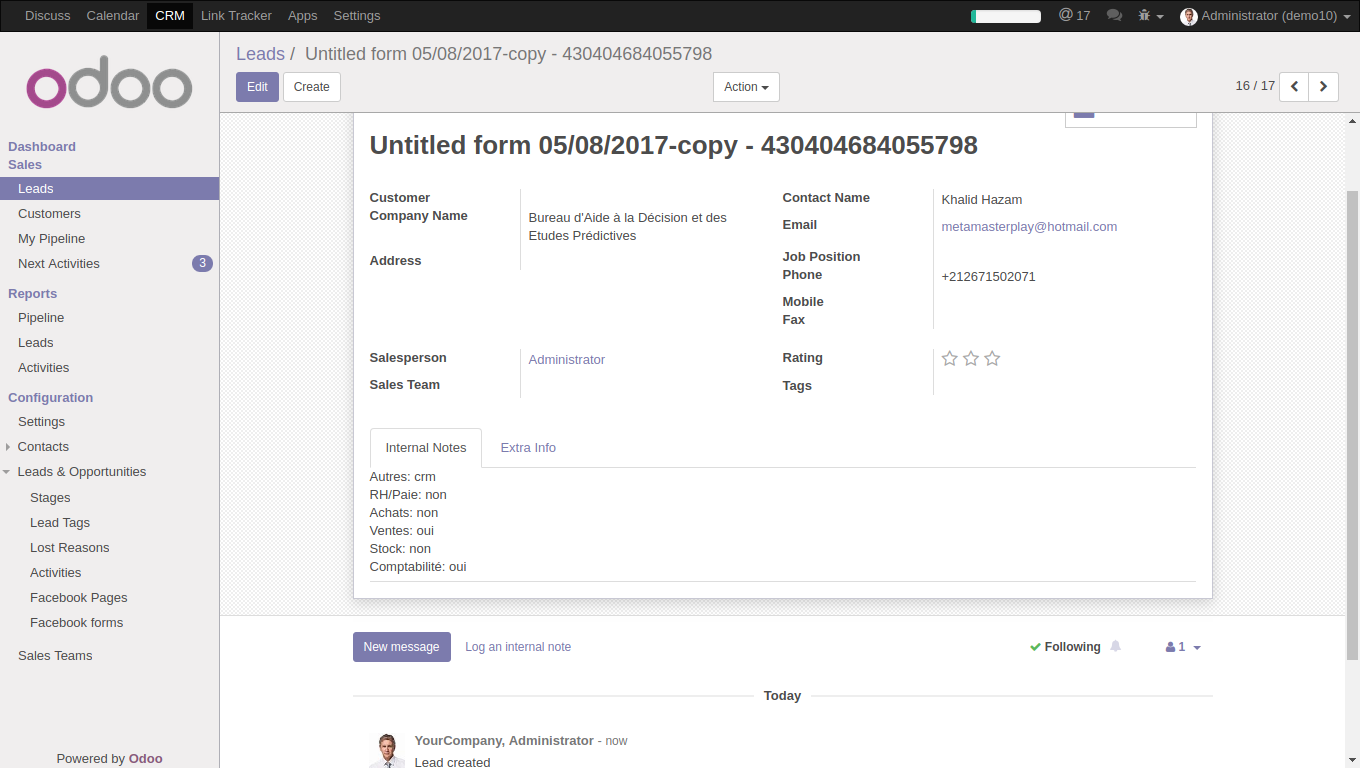 Discuss Calendar CRM Link Tracker Apps Settings @ 17 Administrator (demo10)
odoo
Dashboard
Sales
Leads
Customers
My Pipeline
Next Activities 3
Reports
Pipeline
Leads
Activities
Configuration
Settings
Contacts
Leads & Opportunities
Stages
Lead Tags
Lost Reasons
Activities
Facebook Pages
Facebook forms
Sales Teams
Powered by Odoo
Leads / Untitled form 05/08/2017-copy - 430404684055798
Edit Create Action 16 / 17
Untitled form 05/08/2017-copy - 430404684055798
Customer
Company Name Bureau d'Aide à la Décision et des
Etudes Prédictives
Address
Contact Name Khalid Hazam
Email metamasterplay@hotmail.com
Job Position
Phone +212671502071
Mobile
Fax
Salesperson Administrator
Sales Team
Rating
Tags
Internal Notes Extra Info
Autres: crm
RH/Paie: non
Achats: non
Ventes: oui
Stock: non
Comptabilité: oui
New message Log an internal note Following 1
Today
YourCompany, Administrator - now
Lead created